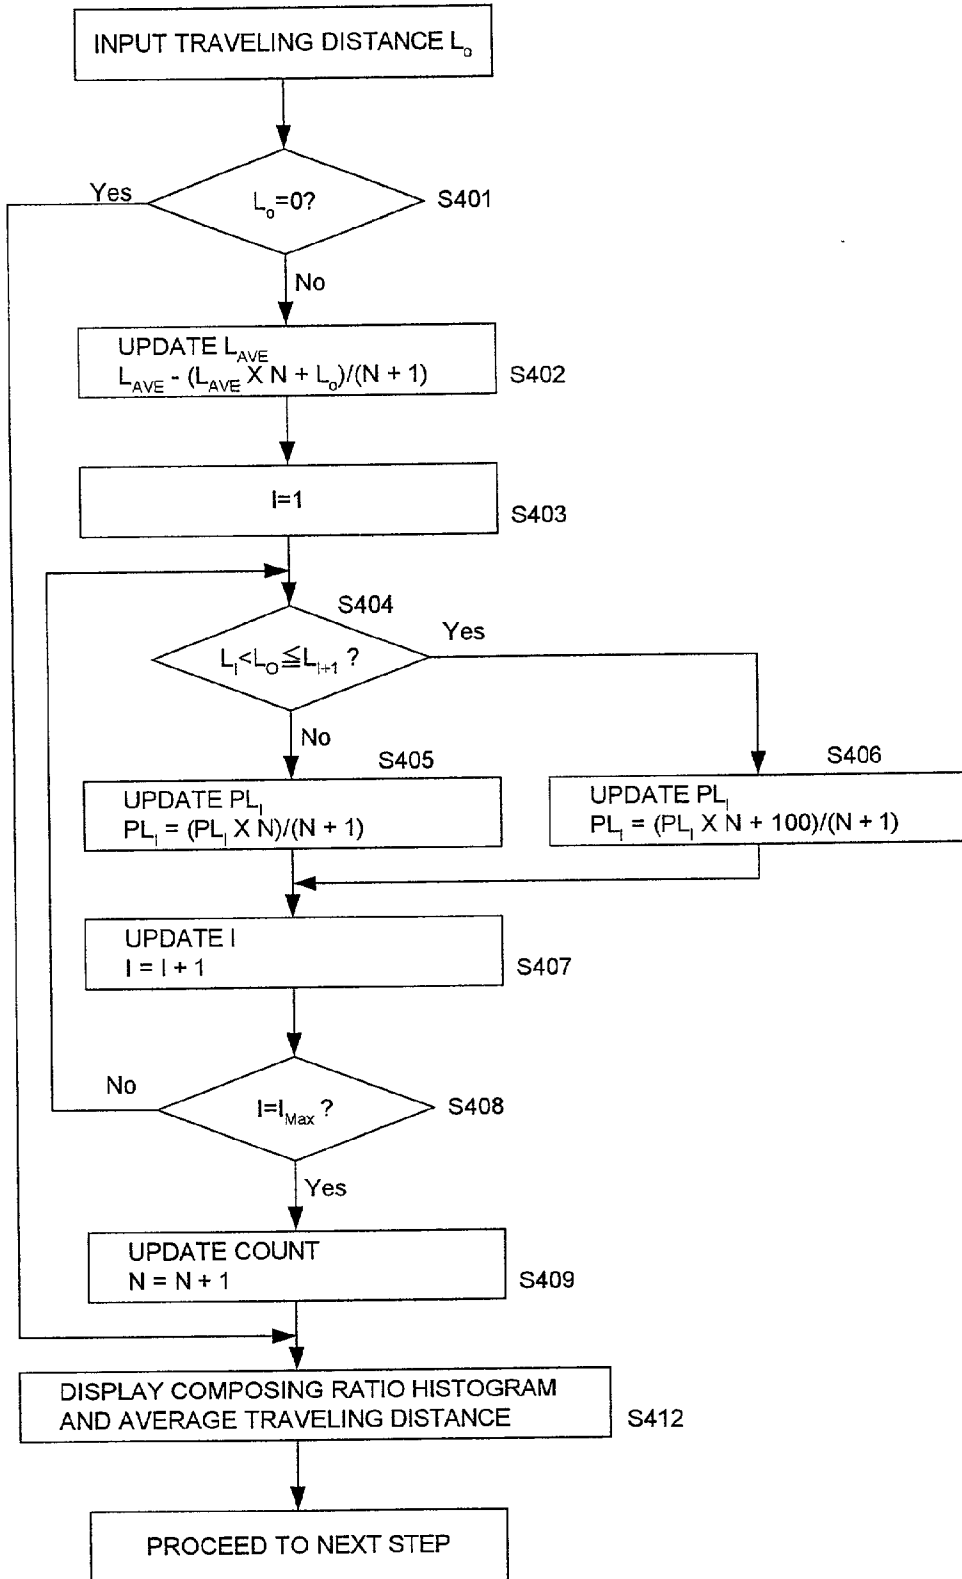 INPUT TRAVELING DISTANCE Lo
Yes
Lo=0?
S401
No
UPDATE LAVE
LAVE - (LAVE X N + Lo)/(N + 1)
S402
I=1
S403
S404
LI<LO≦LI+1 ?
Yes
No
S405
S406
UPDATE PLI
PLI = (PLI X N)/(N + 1)
UPDATE PLI
PLI = (PLI X N + 100)/(N + 1)
UPDATE I
I = I + 1
S407
No
I=IMax ?
S408
Yes
UPDATE COUNT
N = N + 1
S409
DISPLAY COMPOSING RATIO HISTOGRAM
AND AVERAGE TRAVELING DISTANCE
S412
PROCEED TO NEXT STEP